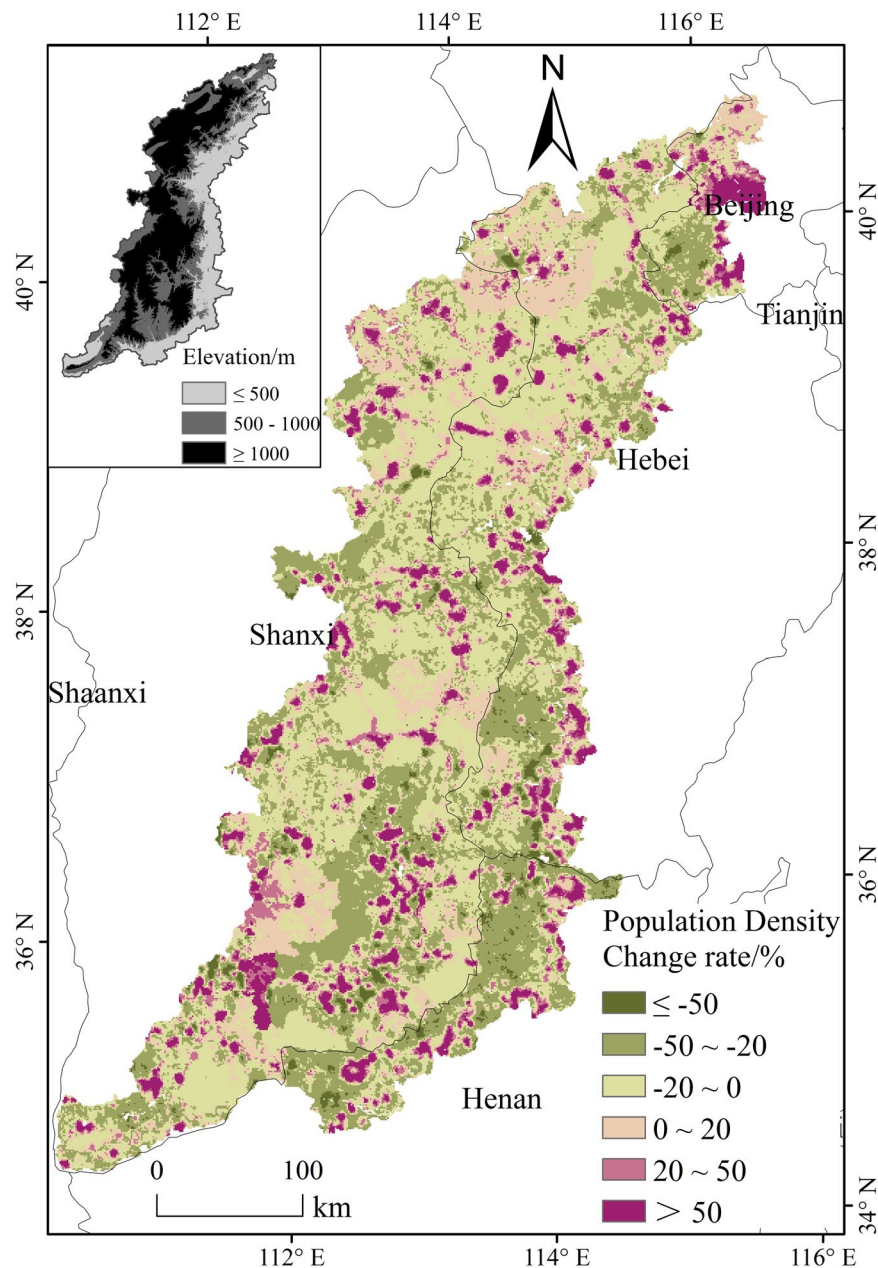 112° E
114° E
116° E
N
40° N
40° N
Beijing
Tianjin
Elevation/m
≤ 500
500 - 1000
≥ 1000
Hebei
38° N
38° N
Shanxi
Shaanxi
36° N
36° N
Population Density
Change rate/%
≤ -50
-50 ~ -20
-20 ~ 0
0 ~ 20
20 ~ 50
> 50
Henan
0
100
km
34° N
112° E
114° E
116° E